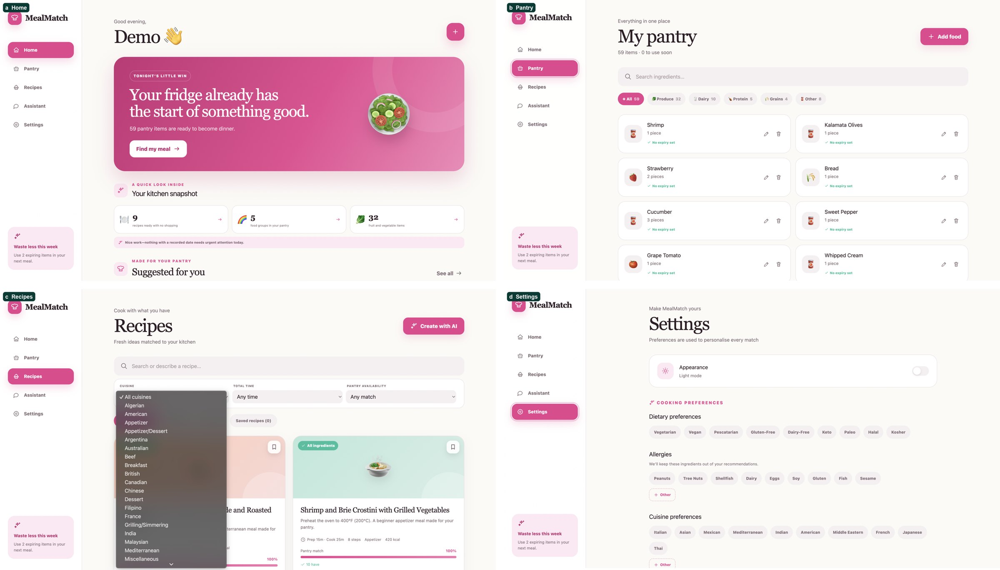 a Home
MealMatch
Home
Pantry
Recipes
Assistant
Settings
Waste less this week
Use 2 expiring items in your
next meal.
Good evening,
Demo 👋
TONIGHT'S LITTLE WIN
Your fridge already has
the start of something good.
59 pantry items are ready to become dinner.
Find my meal →
A QUICK LOOK INSIDE
Your kitchen snapshot
9
recipes ready with no shopping
5
food groups in your pantry
32
fruit and vegetable items
Nice work—nothing with a recorded date needs urgent attention today.
MADE FOR YOUR PANTRY
Suggested for you
See all →
b Pantry
MealMatch
Home
Pantry
Recipes
Assistant
Settings
Waste less this week
Use 2 expiring items in your
next meal.
Everything in one place
My pantry
59 items · 0 to use soon
+ Add food
Search ingredients...
All 59
Produce 32
Dairy 10
Protein 5
Grains 4
Other 8
Shrimp
1 piece
No expiry set
Kalamata Olives
1 piece
No expiry set
Strawberry
2 pieces
No expiry set
Bread
1 piece
No expiry set
Cucumber
3 pieces
No expiry set
Sweet Pepper
1 piece
No expiry set
Grape Tomato
1 piece
No expiry set
Whipped Cream
1 piece
No expiry set
c Recipes
MealMatch
Home
Pantry
Recipes
Assistant
Settings
Waste less this week
Use 2 expiring items in your
next meal.
Cook with what you have
Recipes
Fresh ideas matched to your kitchen
Create with AI
Search or describe a recipe...
CUISINE
TOTAL TIME
PANTRY AVAILABILITY
Any time
Any match
✓ All cuisines
Algerian
American
Appetizer
Appetizer/Dessert
Argentina
Australian
Beef
Breakfast
British
Canadian
Chinese
Dessert
Filipino
France
Grilling/Simmering
India
Malaysian
Mediterranean
Miscellaneous
Saved recipes (0)
de and Roasted
terranean meal made for
al
100%
All ingredients
Shrimp and Brie Crostini with Grilled Vegetables
Preheat the oven to 400°F (200°C). A beginner appetizer meal made for your
pantry.
Prep 15m · Cook 25m 8 steps Appetizer 420 kcal
Pantry match 100%
10 have
d Settings
MealMatch
Home
Pantry
Recipes
Assistant
Settings
Waste less this week
Use 2 expiring items in your
next meal.
Make MealMatch yours
Settings
Preferences are used to personalise every match
Appearance
Light mode
COOKING PREFERENCES
Dietary preferences
Vegetarian Vegan Pescatarian Gluten-Free Dairy-Free Keto Paleo Halal Kosher
Allergies
We'll keep these ingredients out of your recommendations.
Peanuts Tree Nuts Shellfish Dairy Eggs Soy Gluten Fish Sesame
+ Other
Cuisine preferences
Italian Asian Mexican Mediterranean Indian American Middle Eastern French Japanese
Thai
+ Other